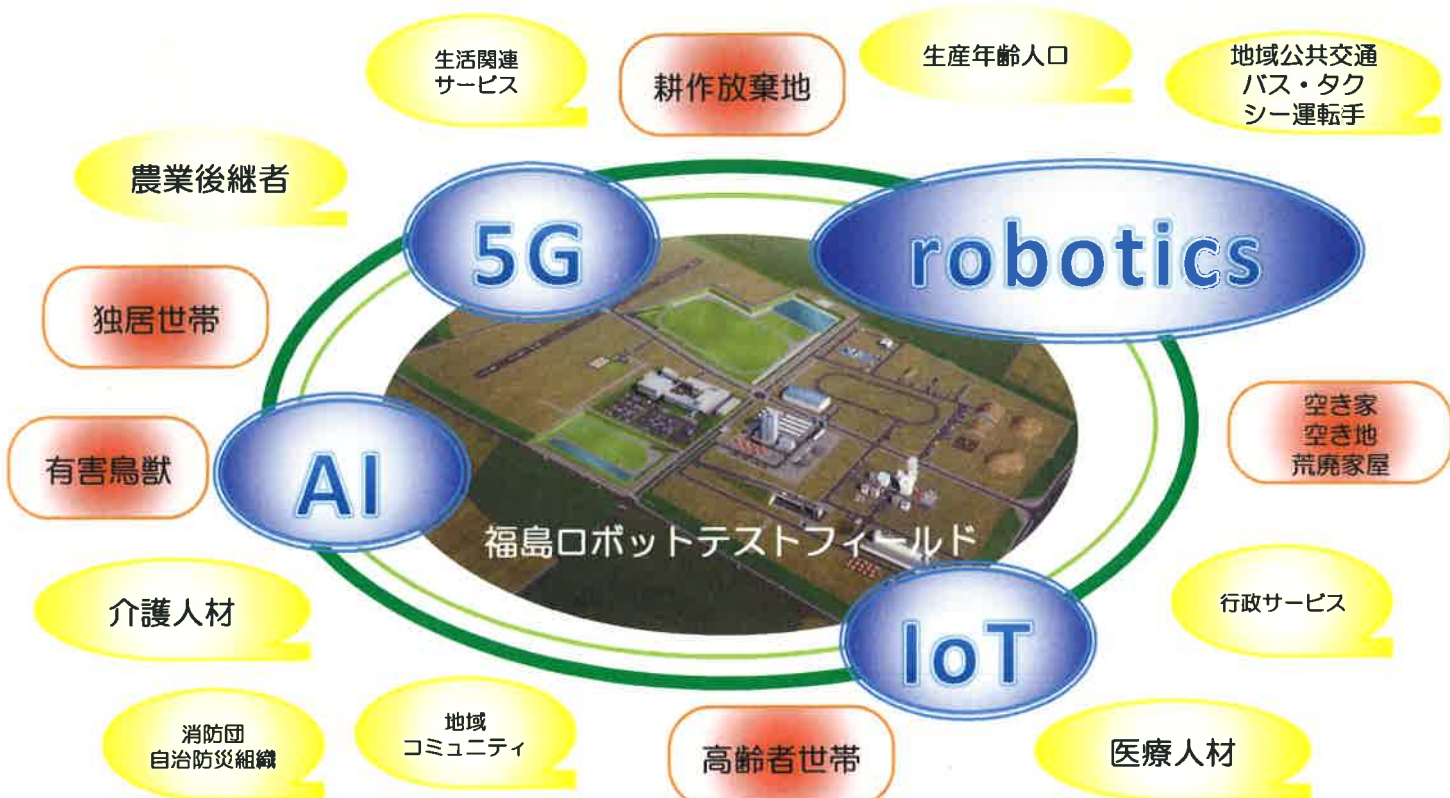 生活関連
サービス
耕作放棄地
生産年齢人口
地域公共交通
バス・タク
シー運転手
農業後継者
5G
robotics
独居世帯
空き家
空き地
荒廃家屋
有害鳥獣
AI
福島ロボットテストフィールド
介護人材
行政サービス
IoT
消防団
自治防災組織
地域
コミュニティ
高齢者世帯
医療人材